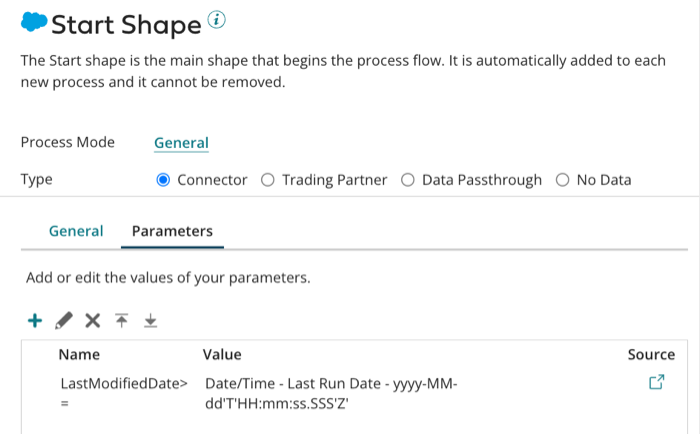 Start Shape i
The Start shape is the main shape that begins the process flow. It is automatically added to each
new process and it cannot be removed.
Process Mode General
Type Connector Trading Partner Data Passthrough No Data
General Parameters
Add or edit the values of your parameters.
Name Value Source
LastModifiedDate> Date/Time - Last Run Date - yyyy-MM-
= dd'T'HH:mm:ss.SSS'Z'